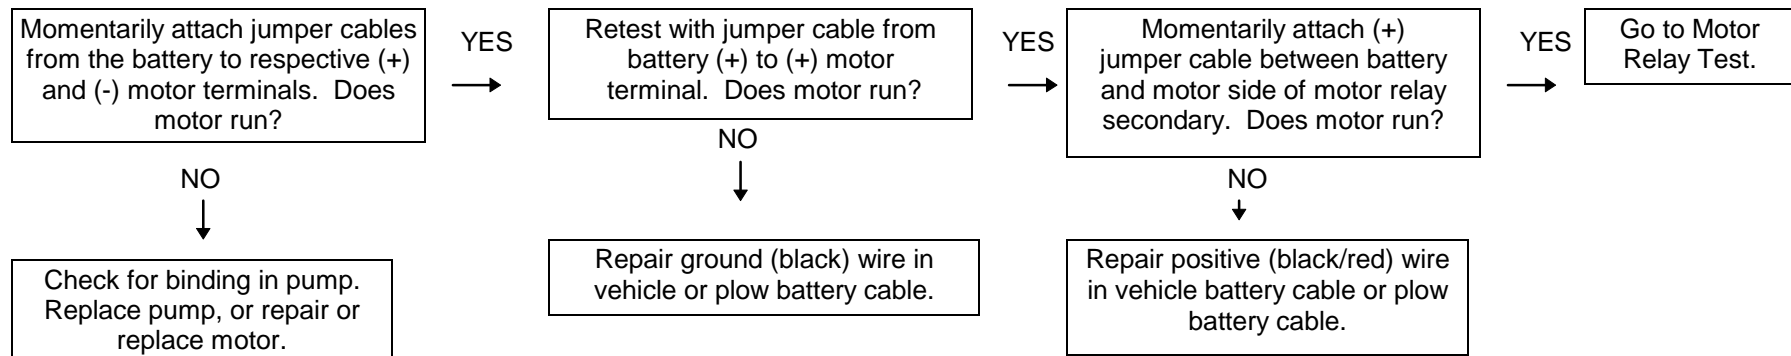 Momentarily attach jumper cables
from the battery to respective (+)
and (-) motor terminals.  Does
motor run?
YES
Retest with jumper cable from
battery (+) to (+) motor
terminal.  Does motor run?
YES
Momentarily attach (+)
jumper cable between battery
and motor side of motor relay
secondary.  Does motor run?
YES
Go to Motor
Relay Test.
NO
NO
NO
Check for binding in pump.
Replace pump, or repair or
replace motor.
Repair ground (black) wire in
vehicle or plow battery cable.
Repair positive (black/red) wire
in vehicle battery cable or plow
battery cable.